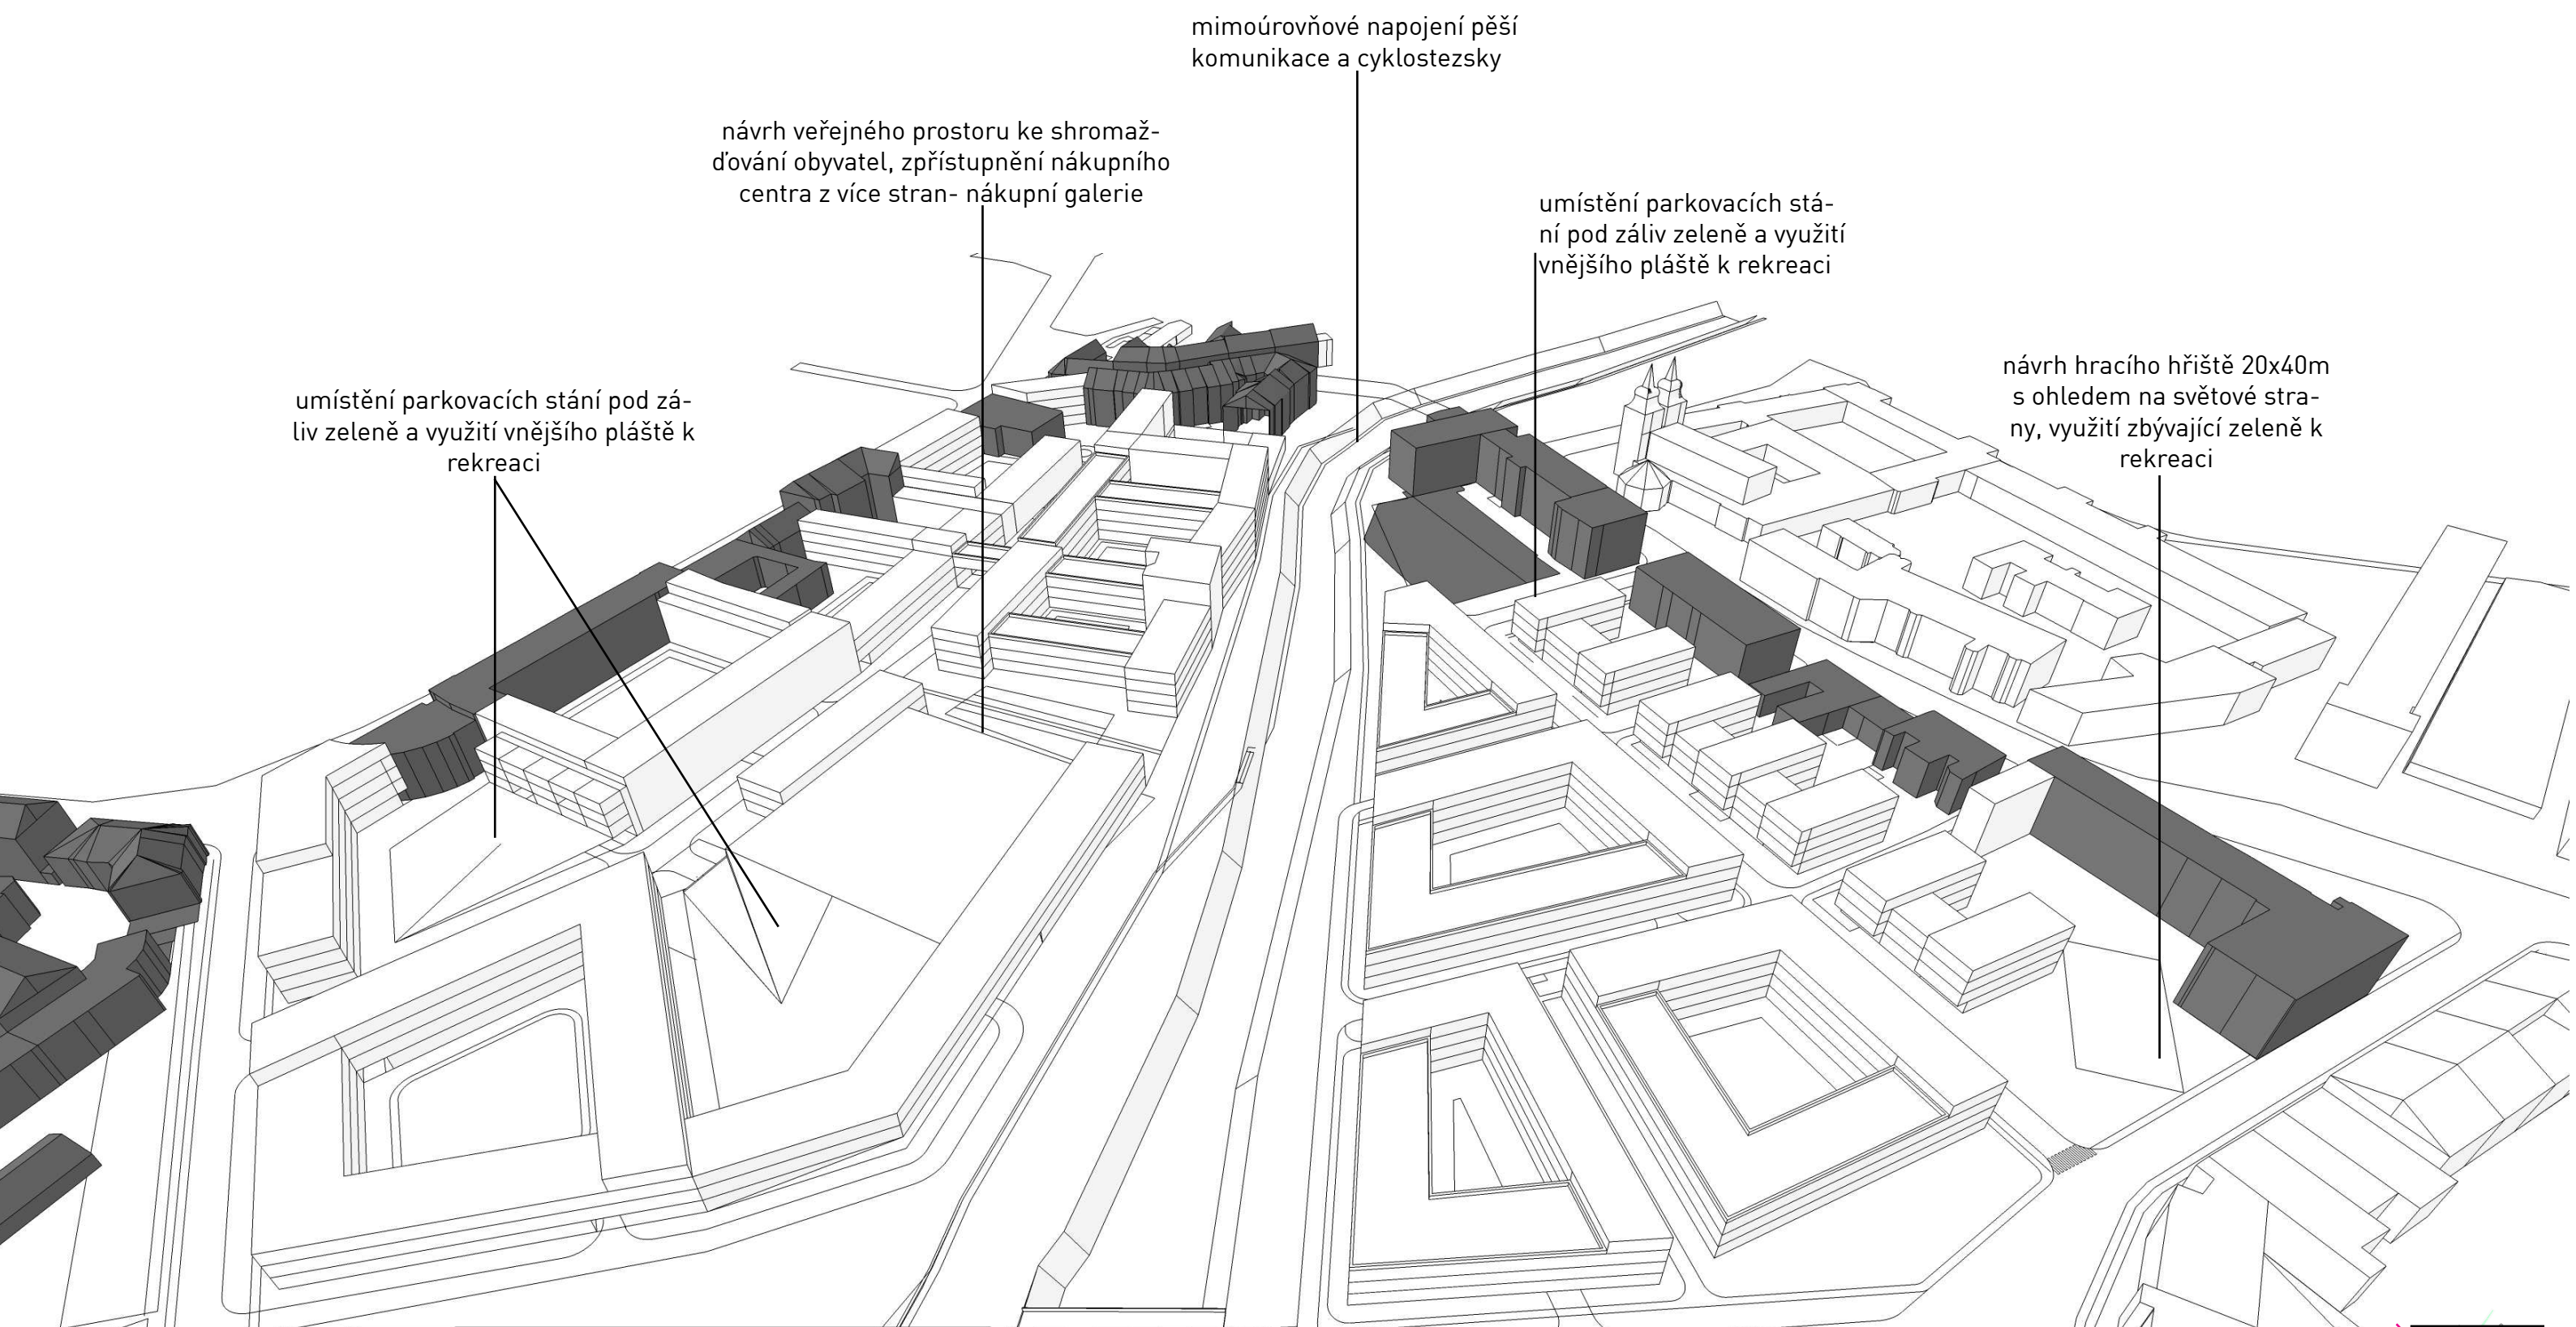 mimoúrovňové napojení pěší
komunikace a cyklostezsky
návrh veřejného prostoru ke shromaž-
ďování obyvatel, zpřístupnění nákupního
centra z více stran- nákupní galerie
umístění parkovacích stá-
ní pod záliv zeleně a využití
vnějšího pláště k rekreaci
návrh hracího hřiště 20x40m
s ohledem na světové stra-
ny, využití zbývající zeleně k
rekreaci
umístění parkovacích stání pod zá-
liv zeleně a využití vnějšího pláště k
rekreaci